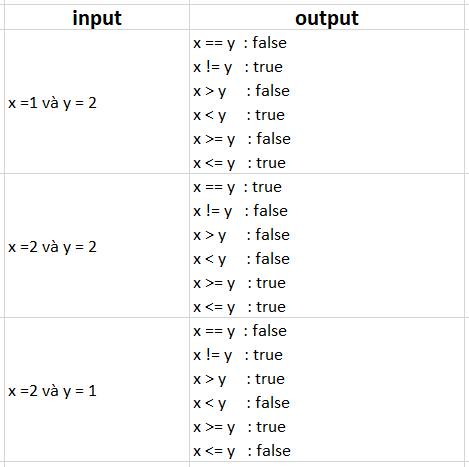 input output
x =1 và y = 2
x == y : false
x != y : true
x > y : false
x < y : true
x >= y : false
x <= y : true
x =2 và y = 2
x == y : true
x != y : false
x > y : false
x < y : false
x >= y : true
x <= y : true
x =2 và y = 1
x == y : false
x != y : true
x > y : true
x < y : false
x >= y : true
x <= y : false